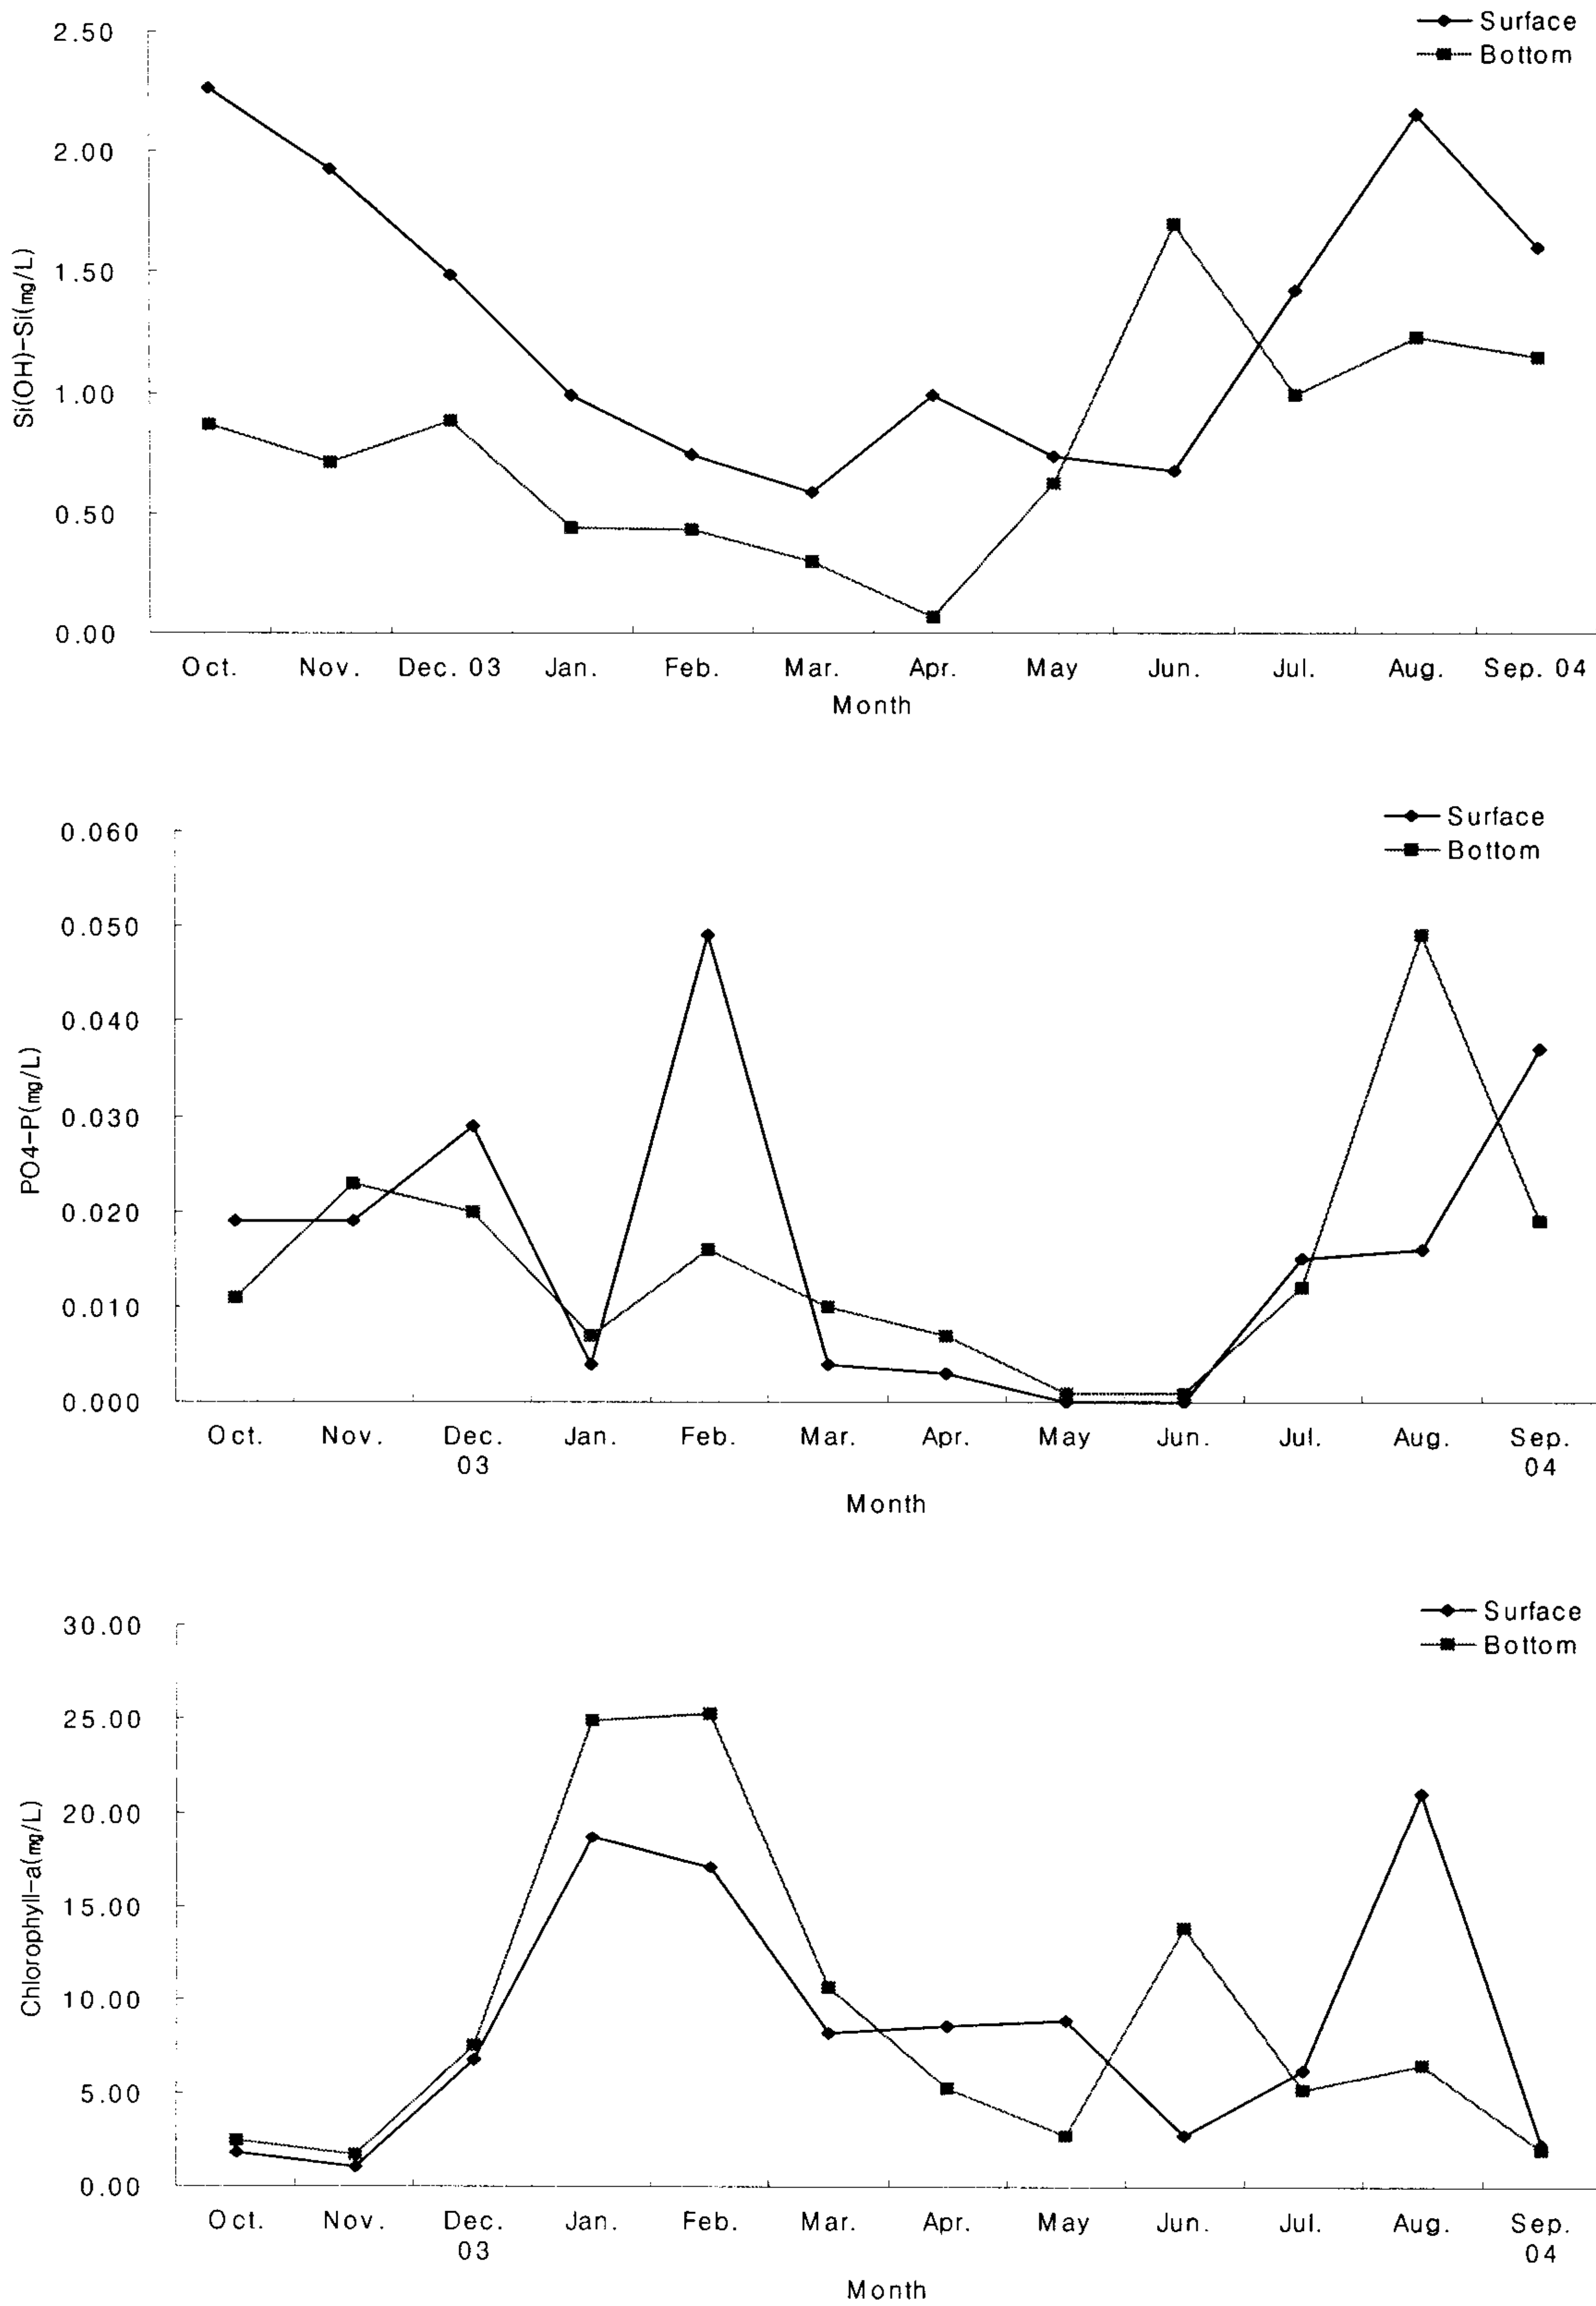 Surface
Bottom
2.50
2.00
1.50
1.00
0.50
0.00
Si(OH)-Si(㎎/L)
Oct. Nov. Dec. 03 Jan. Feb. Mar. Apr. May Jun. Jul. Aug. Sep. 04
Month
Surface
Bottom
0.060
0.050
0.040
0.030
0.020
0.010
0.000
PO4-P(㎎/L)
Oct. Nov. Dec. Jan. Feb. Mar. Apr. May Jun. Jul. Aug. Sep.
03 04
Month
Surface
Bottom
30.00
25.00
20.00
15.00
10.00
5.00
0.00
Chlorophyll-a(㎎/L)
Oct. Nov. Dec. Jan. Feb. Mar. Apr. May Jun. Jul. Aug. Sep.
03 04
Month